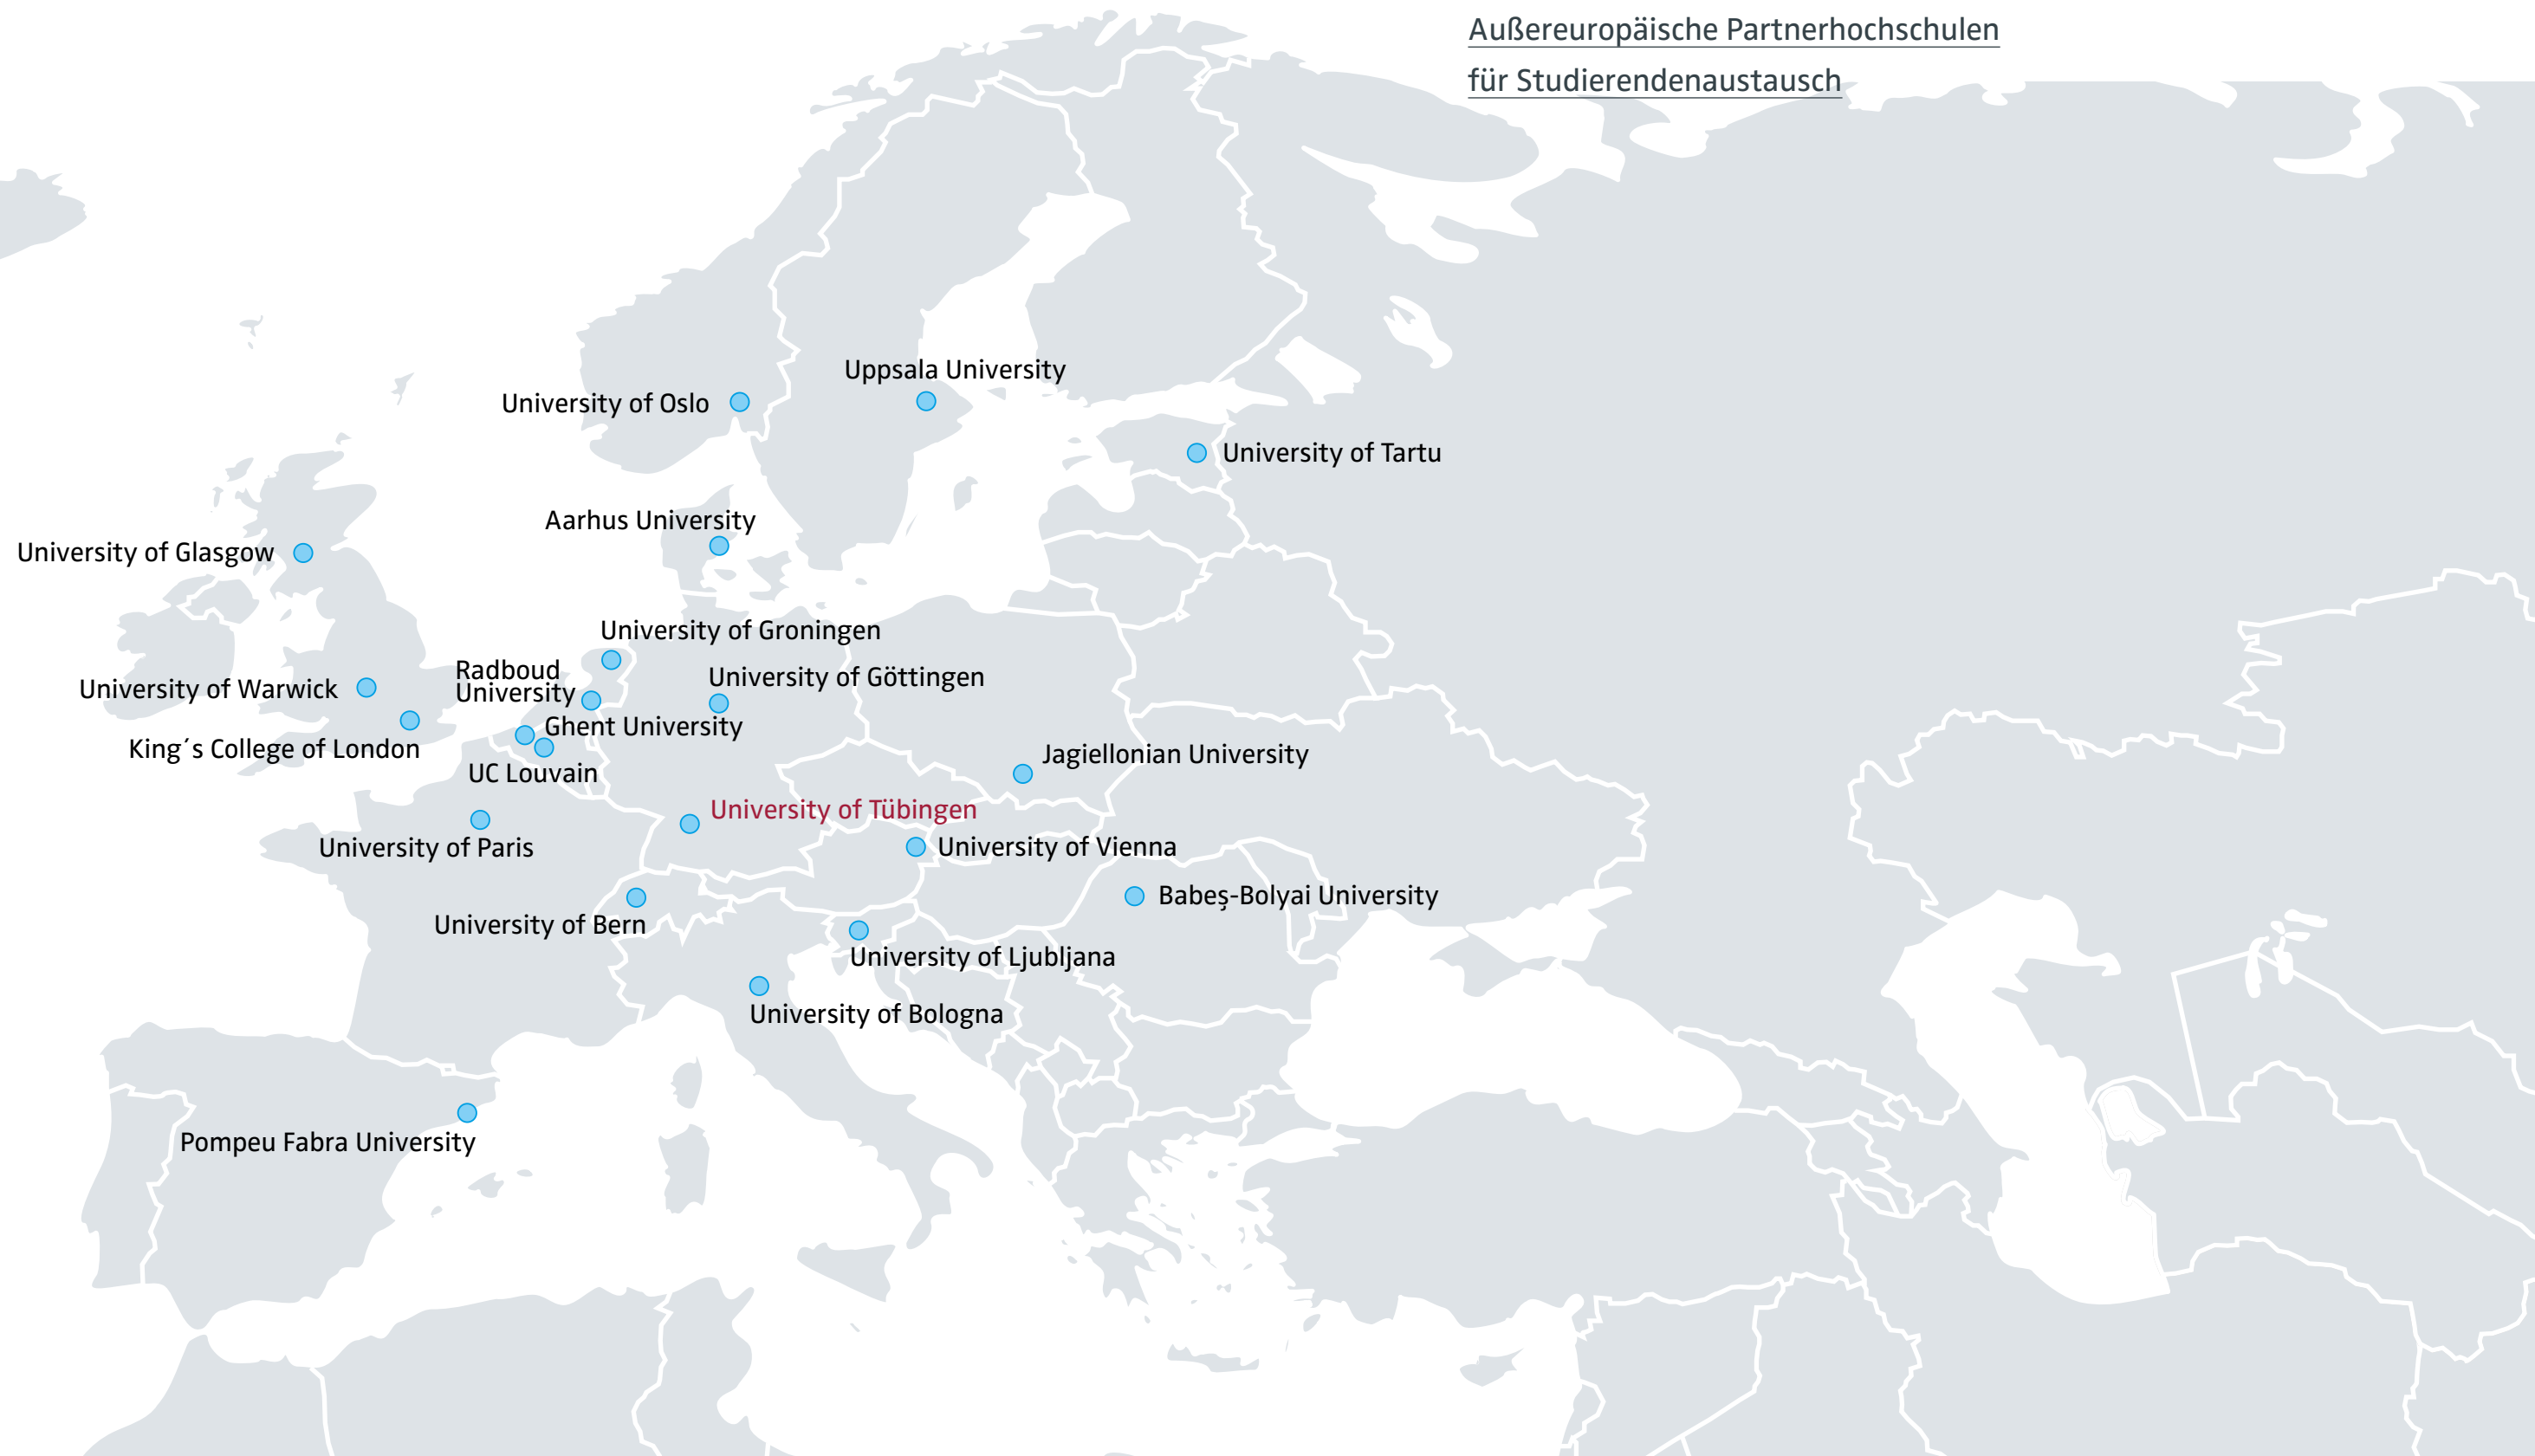 Außereuropäische Partnerhochschulen
für Studierendenaustausch
Uppsala University
University of Oslo
University of Tartu
Aarhus University
University of Glasgow
University of Groningen
Radboud
University
University of Göttingen
University of Warwick
Ghent University
King´s College of London
Jagiellonian University
UC Louvain
University of Tübingen
University of Paris
University of Vienna
Babeș-Bolyai University
University of Bern
University of Ljubljana
University of Bologna
Pompeu Fabra University